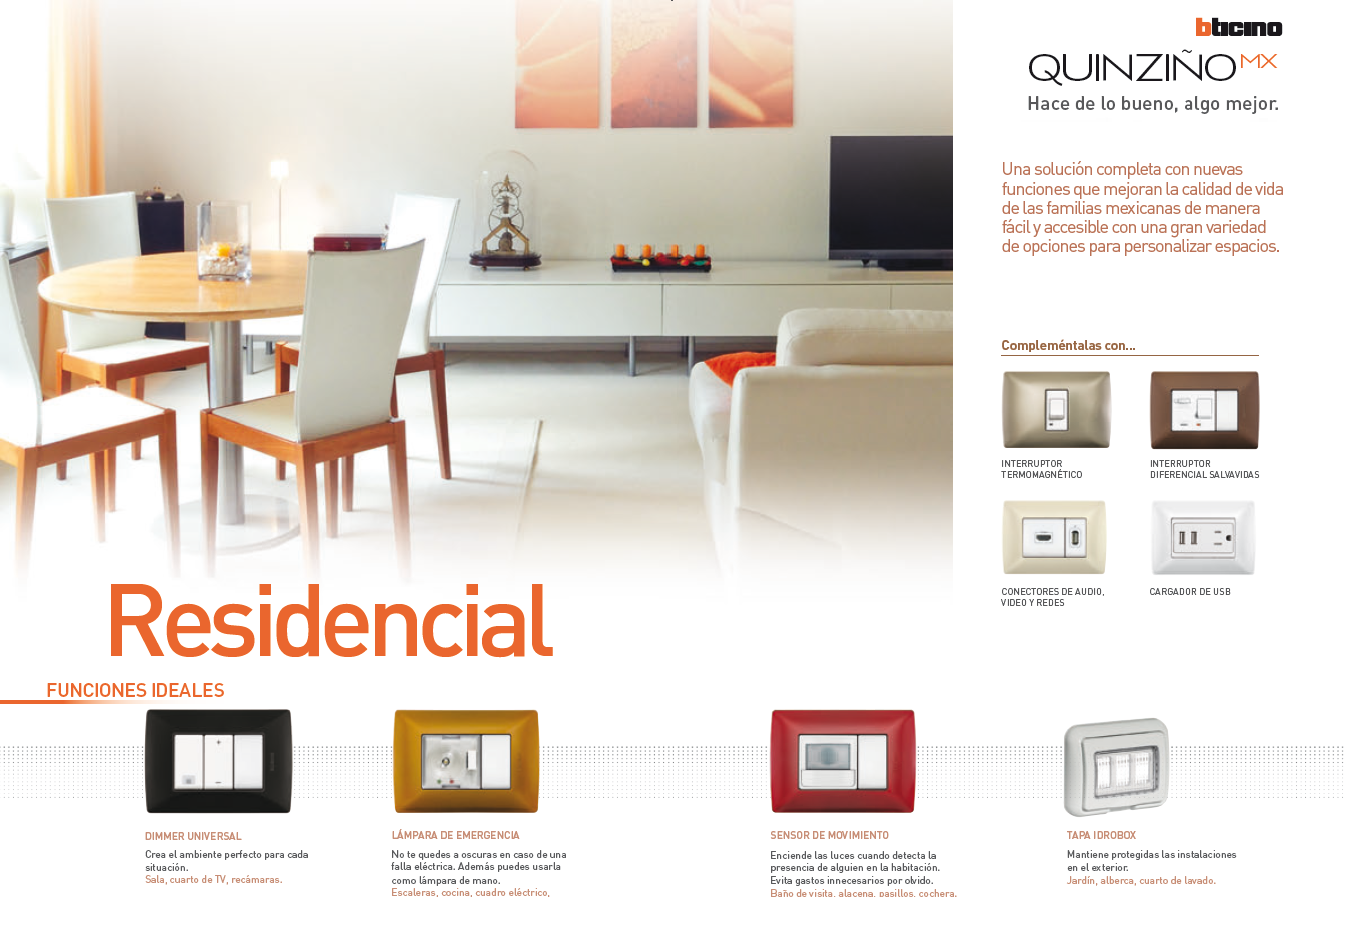 bticino
QUINZIÑO MX
Hace de lo bueno, algo mejor.
Una solución completa con nuevas
funciones que mejoran la calidad de vida
de las familias mexicanas de manera
fácil y accesible con una gran variedad
de opciones para personalizar espacios.
Compleméntalas con...
INTERRUPTOR
TERMOMAGNÉTICO
INTERRUPTOR
DIFERENCIAL SALVAVIDAS
CONECTORES DE AUDIO,
VIDEO Y REDES
CARGADOR DE USB
Residencial
FUNCIONES IDEALES
DIMMER UNIVERSAL
Crea el ambiente perfecto para cada
situación.
Sala, cuarto de TV, recámaras.
LÁMPARA DE EMERGENCIA
No te quedes a oscuras en caso de una
falla eléctrica. Además puedes usarla
como lámpara de mano.
Escaleras, cocina, cuadro eléctrico,
SENSOR DE MOVIMIENTO
Enciende las luces cuando detecta la
presencia de alguien en la habitación.
Evita gastos innecesarios por olvido.
Baño de visita, alacena, pasillos, cochera.
TAPA IDROBOX
Mantiene protegidas las instalaciones
en el exterior.
Jardín, alberca, cuarto de lavado.